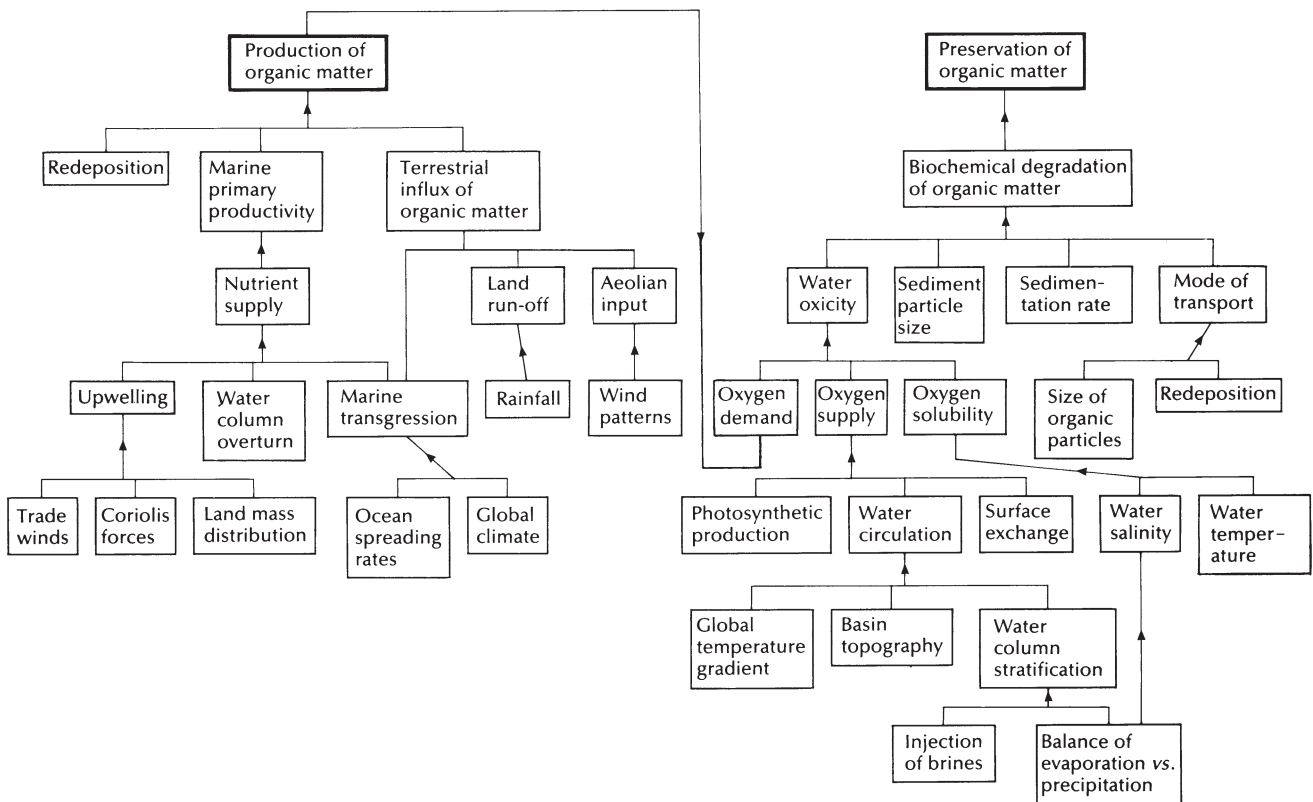 Production of
organic matter
Redeposition
Marine
primary
productivity
Terrestrial
influx of
organic matter
Nutrient
supply
Land
run-off
Aeolian
input
Upwelling
Water
column
overturn
Marine
transgression
Rainfall
Wind
patterns
Trade
winds
Coriolis
forces
Land mass
distribution
Ocean
spreading
rates
Global
climate
Preservation of
organic matter
Biochemical degradation
of organic matter
Water
oxicity
Sediment
particle
size
Sedimen-
tation rate
Mode of
transport
Oxygen
demand
Oxygen
supply
Oxygen
solubility
Size of
organic
particles
Redeposition
Photosynthetic
production
Water
circulation
Surface
exchange
Water
salinity
Water
temper-
ature
Global
temperature
gradient
Basin
topography
Water
column
stratification
Injection
of brines
Balance of
evaporation vs.
precipitation